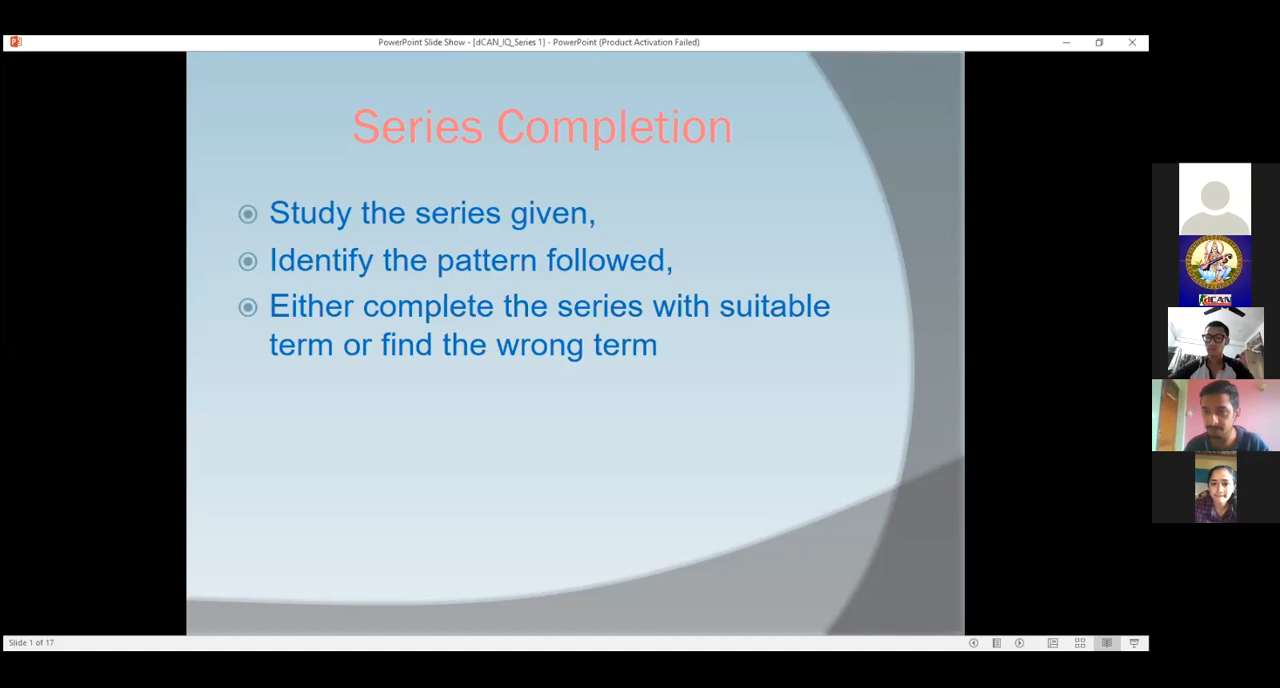 PowerPoint Slide Show - [dCAN_IQ_Series 1] - PowerPoint (Product Activation Failed)
Series Completion
Study the series given,
Identify the pattern followed,
Either complete the series with suitable
term or find the wrong term
dCAN
Slide 1 of 17